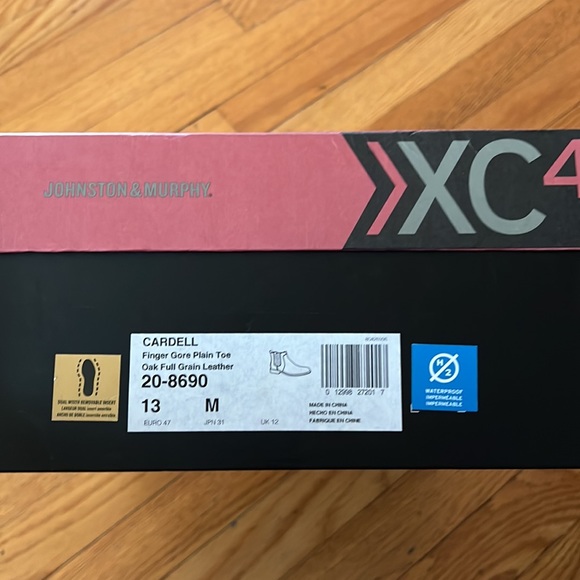 JOHNSTON & MURPHY.
XC4
CARDELL
Finger Gore Plain Toe
Oak Full Grain Leather
20-8690
13 M
EURO 47 JPN 31 UK 12
0 12998 27201 7
MADE IN CHINA
HECHO EN CHINA
FABRIQUE EN CHINE
DUAL WIDTH REMOVABLE INSERT
H2
WATERPROOF
IMPERMEABLE
IMPERMÉABLE